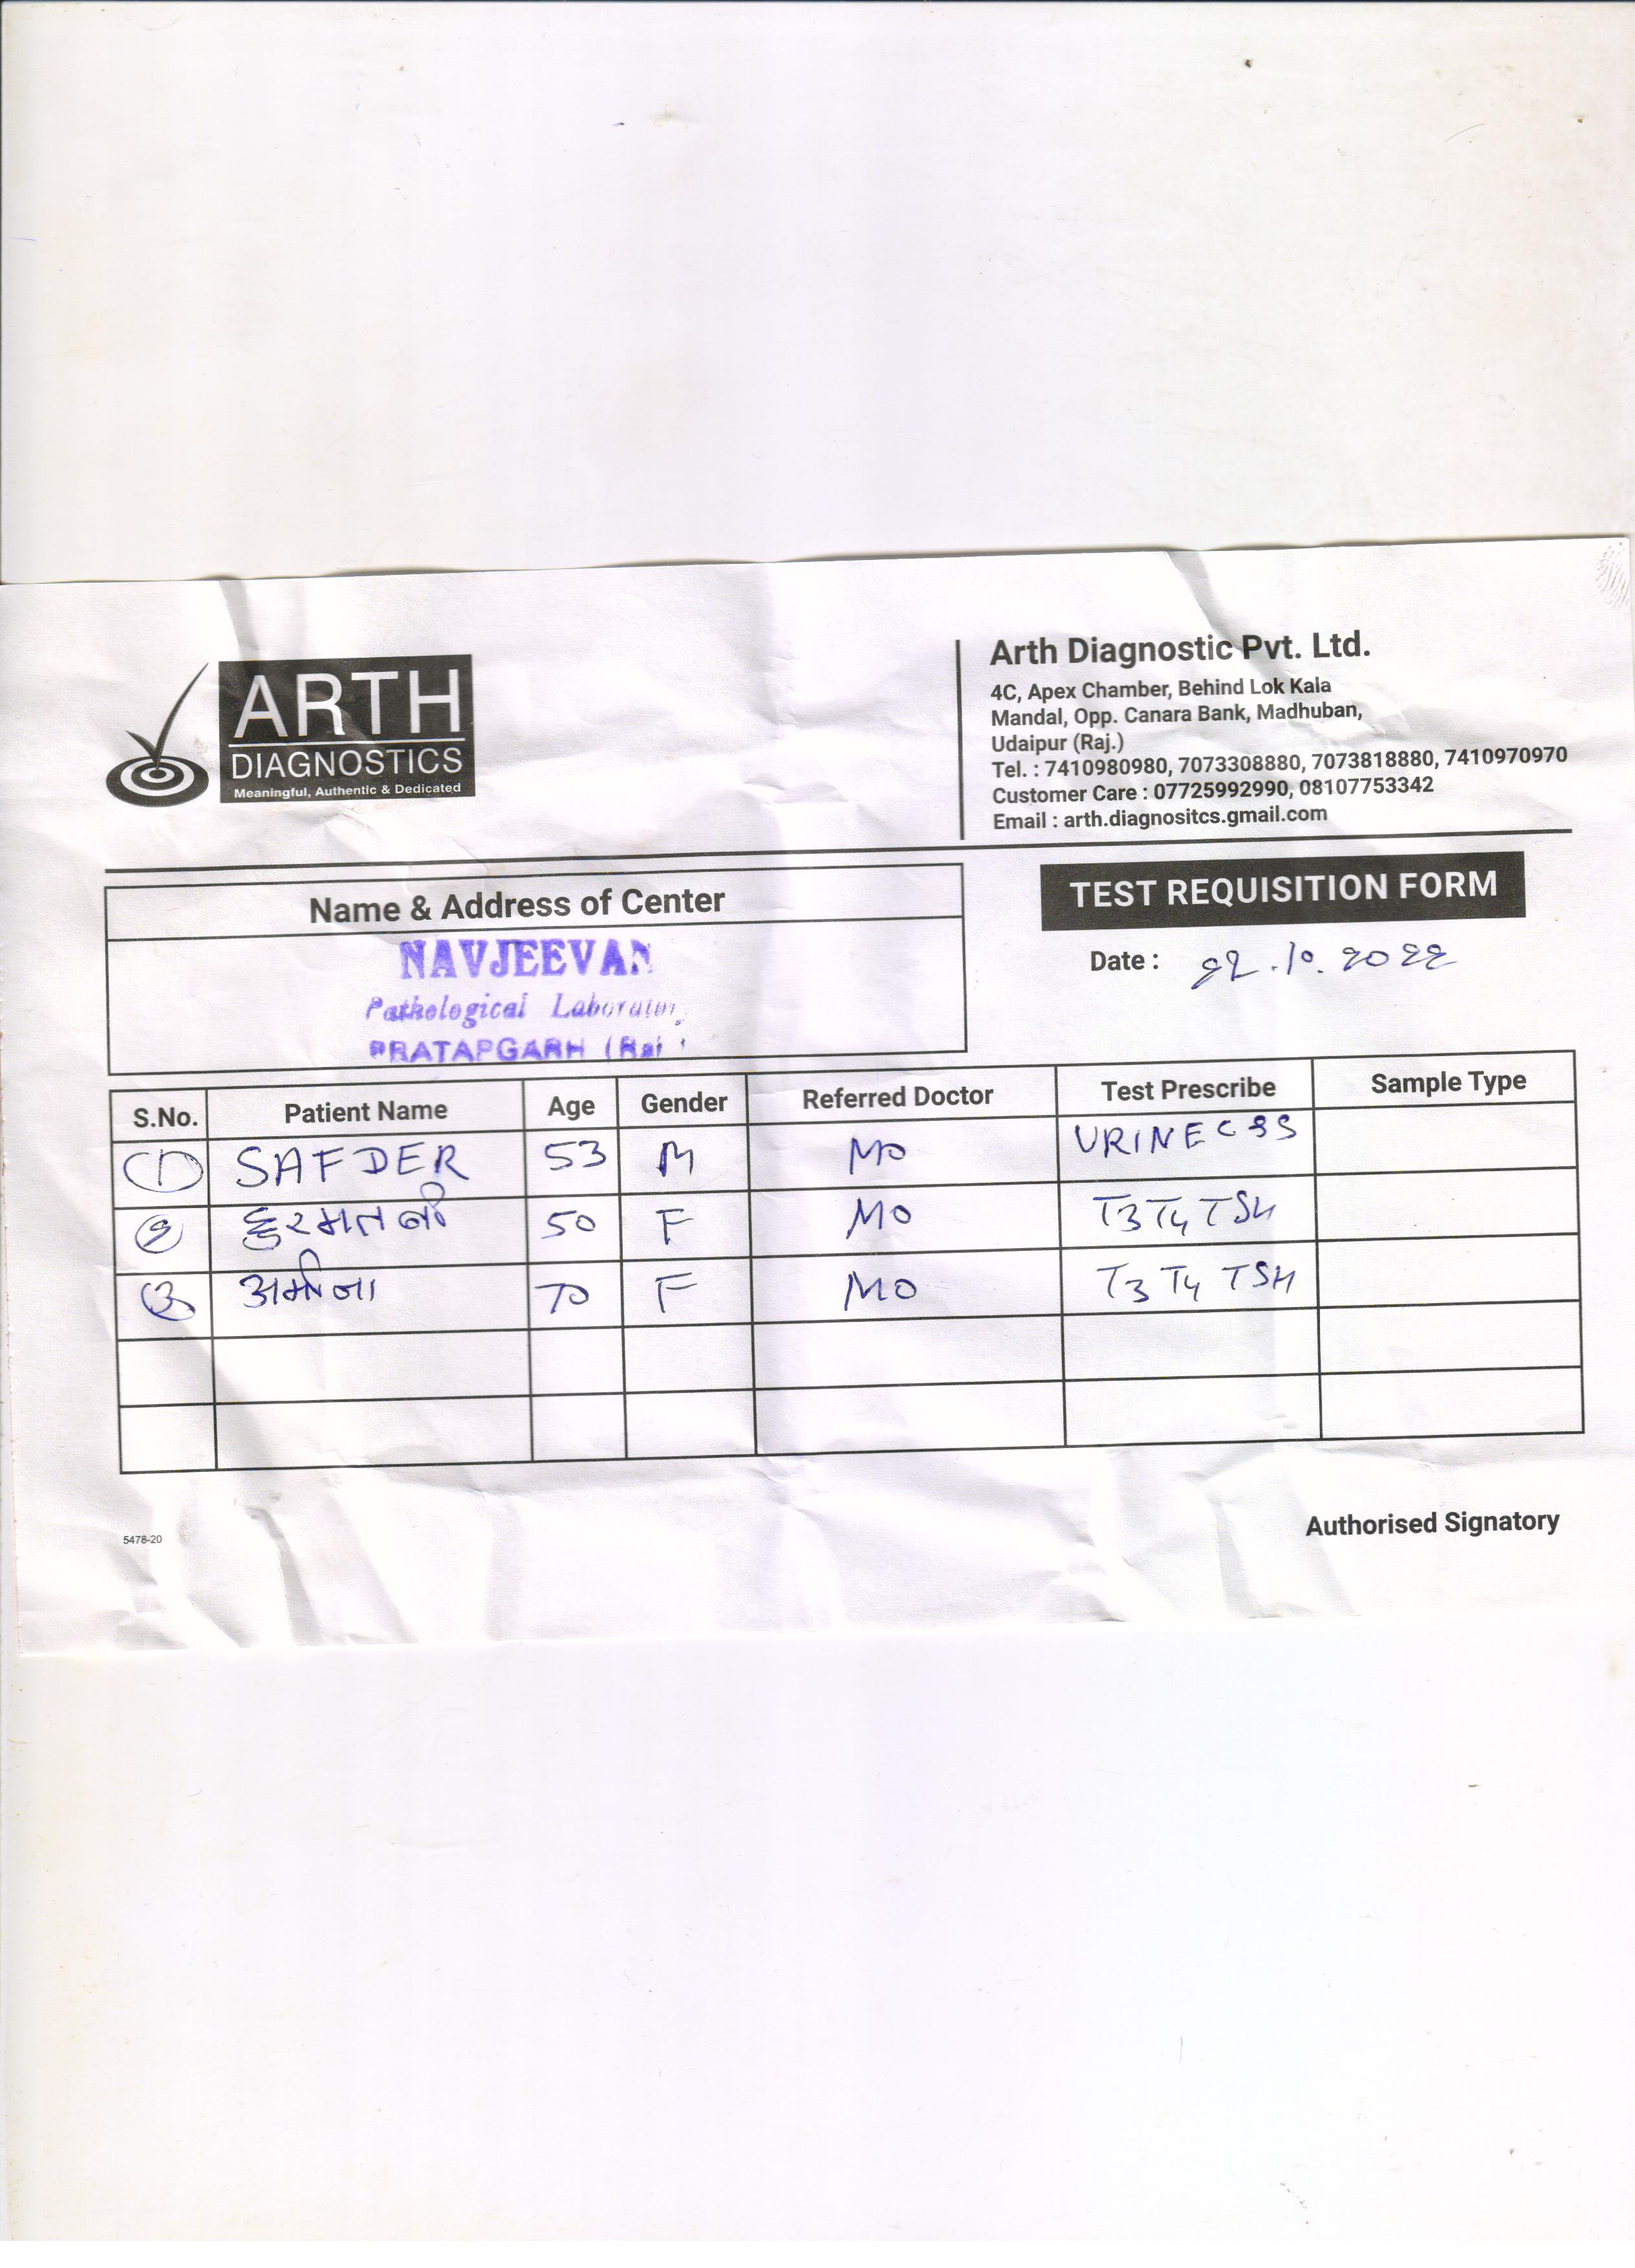 ARTH
DIAGNOSTICS
Meaningful, Authentic & Dedicated
Arth Diagnostic Pvt. Ltd.
4C, Apex Chamber, Behind Lok Kala
Mandal, Opp. Canara Bank, Madhuban,
Udaipur (Raj.)
Tel. : 7410980980, 7073308880, 7073818880, 7410970970
Customer Care : 07725992990, 08107753342
Email : arth.diagnositcs.gmail.com
Name & Address of Center
NAVJEEVAN
Pathological Laboratory
PRATAPGARH (Raj
TEST REQUISITION FORM
Date : 22.10.2022
S.No. Patient Name Age Gender Referred Doctor Test Prescribe Sample Type
1 SAFDER 53 M MO URINE C&S
2 हुरमत बी 50 F MO T3 T4 TSH
3 अमीना 70 F MO T3 T4 TSH
5478-20
Authorised Signatory